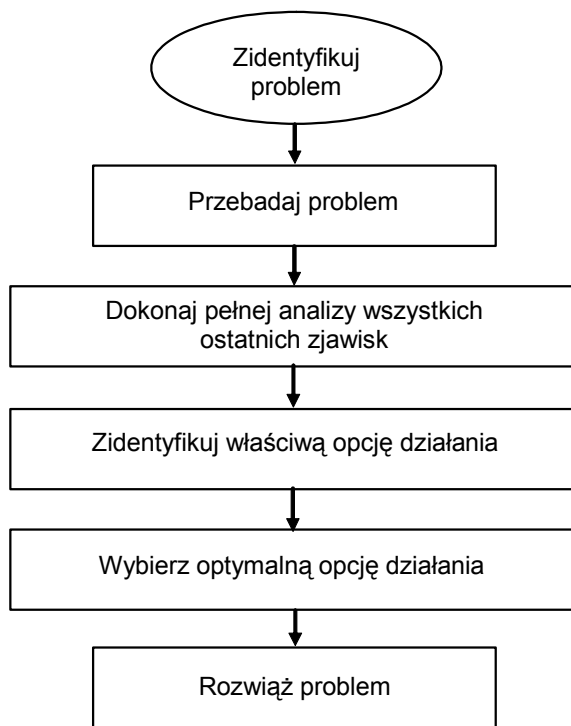 Zidentyfikuj
problem
Przebadaj problem
Dokonaj pełnej analizy wszystkich
ostatnich zjawisk
Zidentyfikuj właściwą opcję działania
Wybierz optymalną opcję działania
Rozwiąż problem